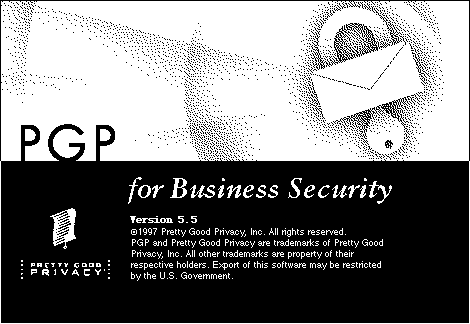 PGP
for Business Security
Version 5.5
©1997 Pretty Good Privacy, Inc. All rights reserved.
PGP and Pretty Good Privacy are trademarks of Pretty Good
Privacy, Inc. All other trademarks are property of their
respective holders. Export of this software may be restricted
by the U.S. Government.
PRETTY GOOD
PRIVACY